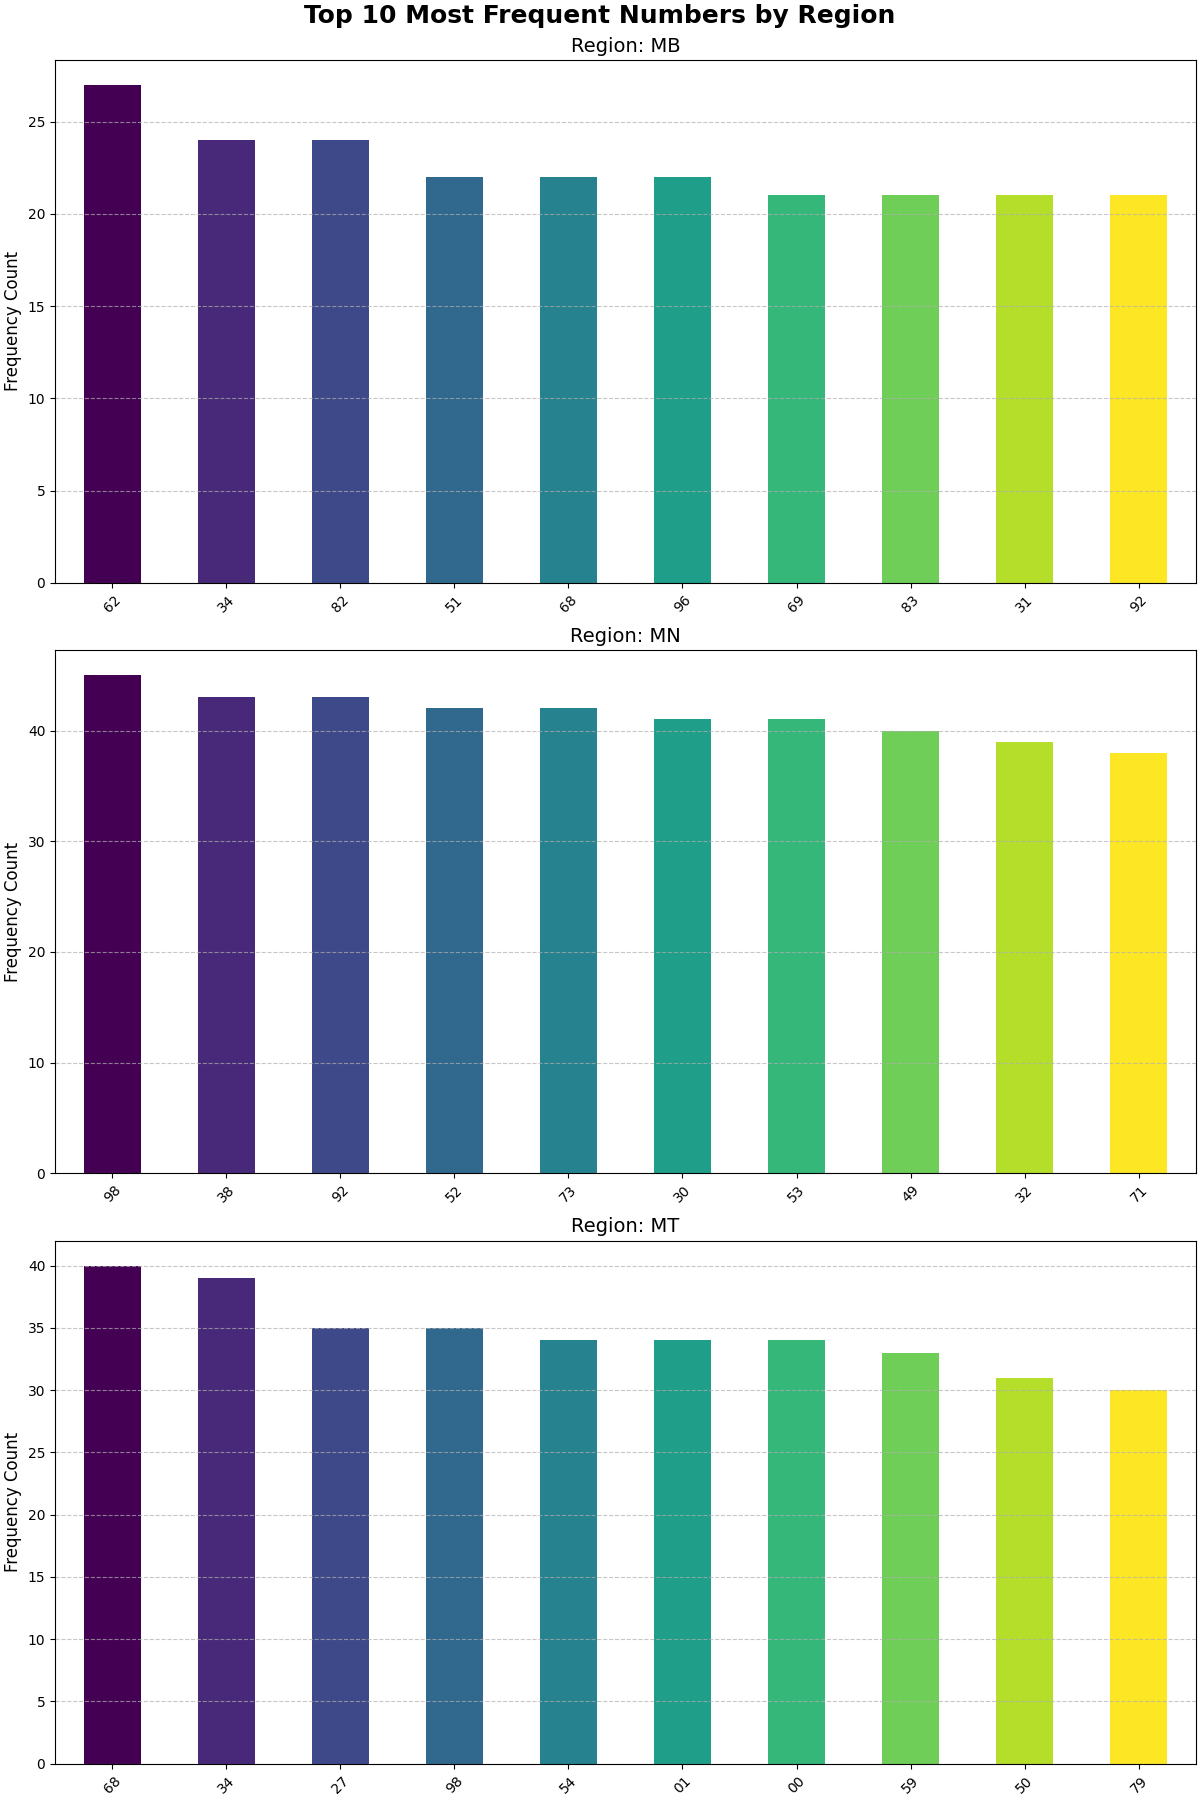 Top 10 Most Frequent Numbers by Region
Region: MB
Frequency Count
25
20
15
10
5
0
62 34 82 51 68 96 69 83 31 92
Region: MN
Frequency Count
40
30
20
10
0
98 38 92 52 73 30 53 49 32 71
Region: MT
Frequency Count
40
35
30
25
20
15
10
5
0
68 34 27 98 54 01 00 59 50 79